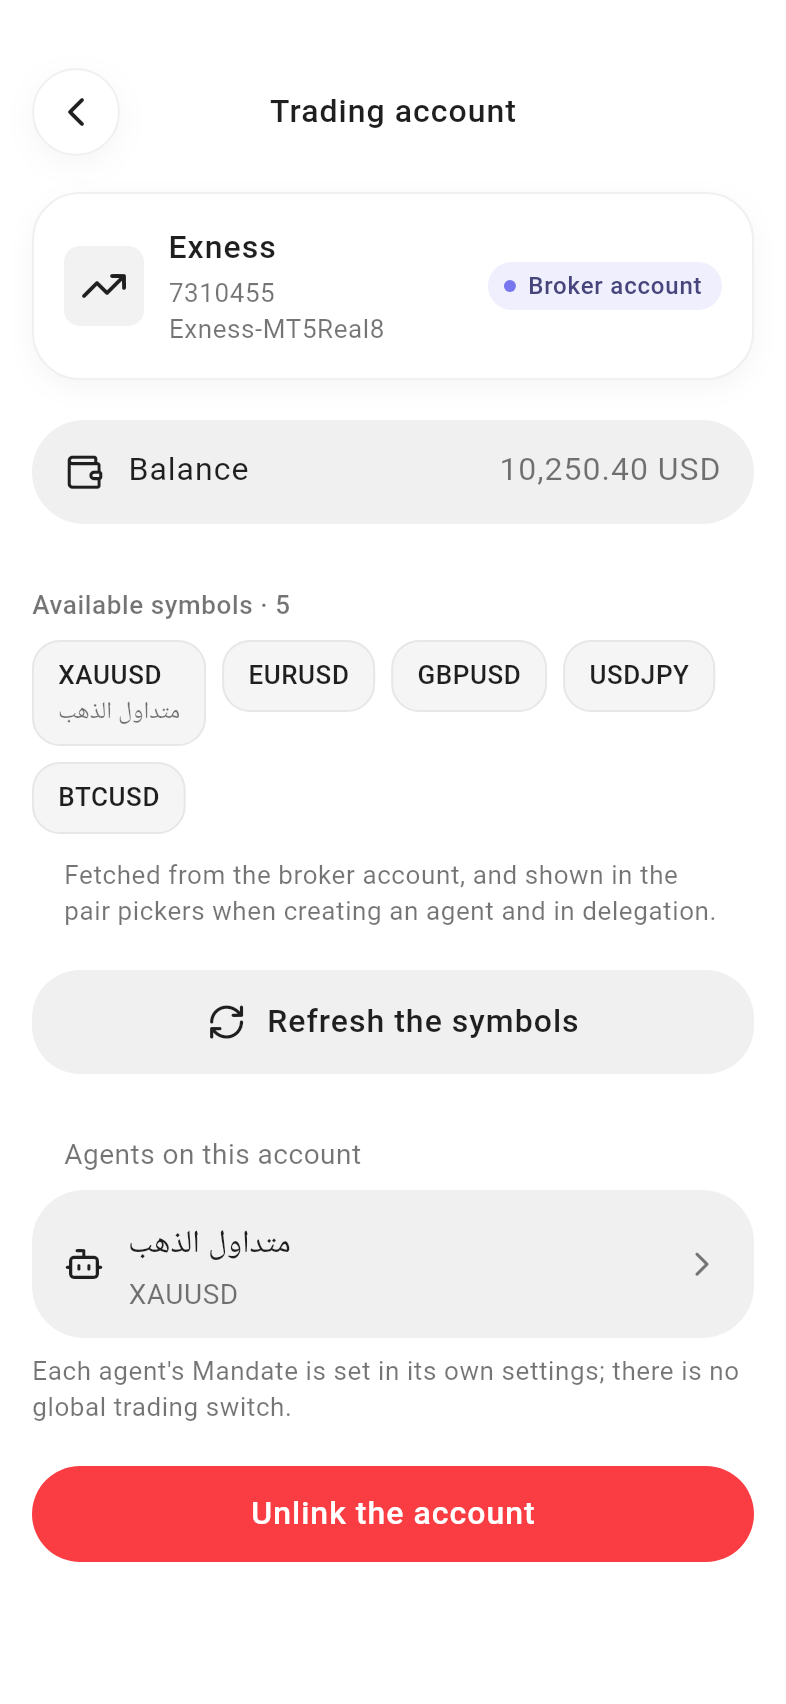 Trading account
Exness
7310455
Exness-MT5Real8
Broker account
Balance
10,250.40 USD
Available symbols · 5
XAUUSD
متداول الذهب
EURUSD
GBPUSD
USDJPY
BTCUSD
Fetched from the broker account, and shown in the
pair pickers when creating an agent and in delegation.
Refresh the symbols
Agents on this account
متداول الذهب
XAUUSD
Each agent's Mandate is set in its own settings; there is no
global trading switch.
Unlink the account